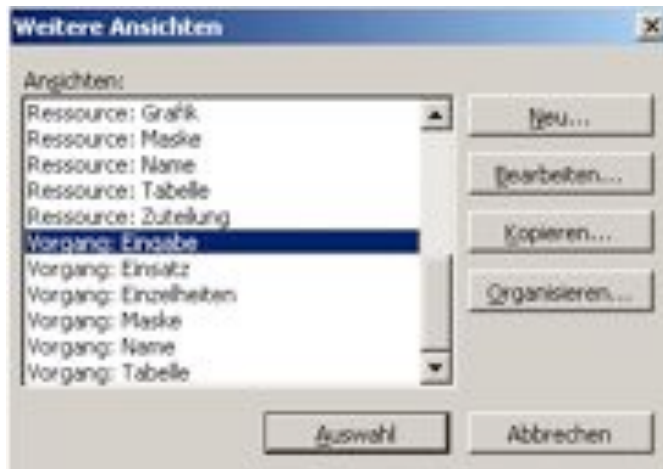 Weitere Ansichten
Ansichten:
Ressource: Grafik
Ressource: Maske
Ressource: Name
Ressource: Tabelle
Ressource: Zuteilung
Vorgang: Eingabe
Vorgang: Einsatz
Vorgang: Einzelheiten
Vorgang: Maske
Vorgang: Name
Vorgang: Tabelle
Neu...
Bearbeiten...
Kopieren...
Organisieren...
Auswahl
Abbrechen